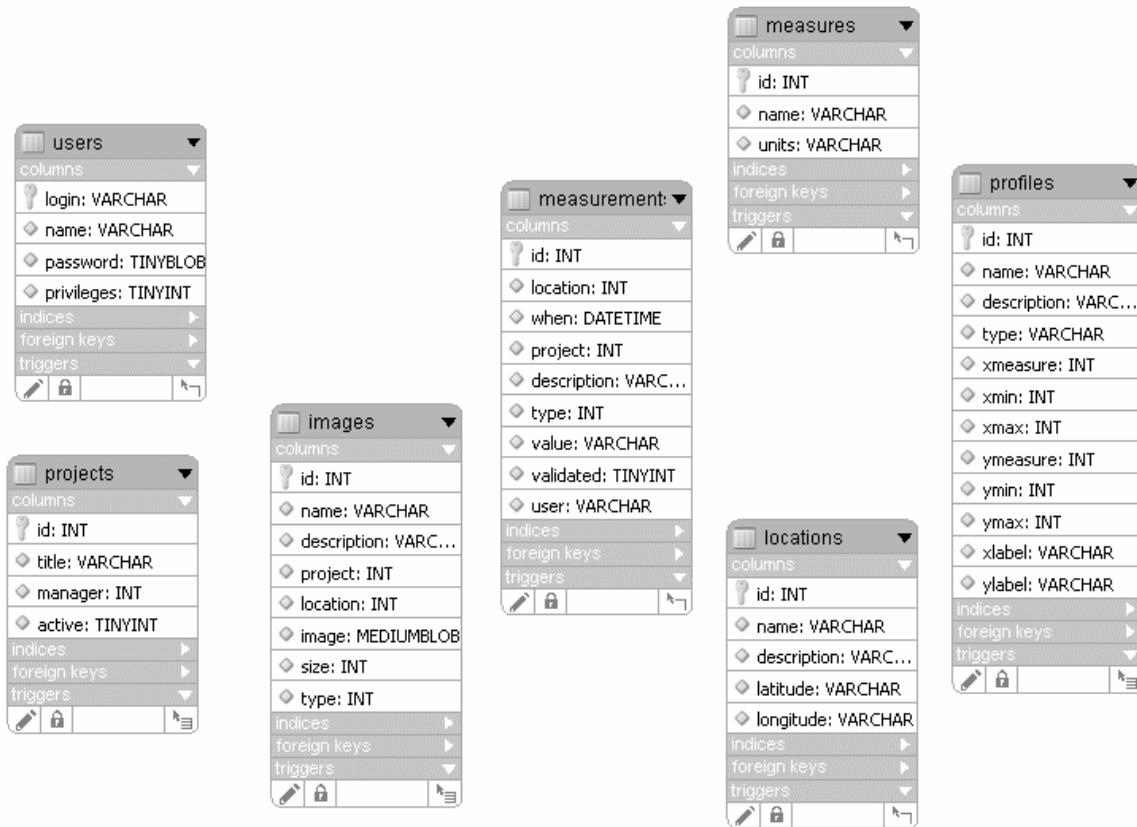 users
columns
login: VARCHAR
name: VARCHAR
password: TINYBLOB
privileges: TINYINT
indices
foreign keys
triggers
projects
columns
id: INT
title: VARCHAR
manager: INT
active: TINYINT
indices
foreign keys
triggers
images
columns
id: INT
name: VARCHAR
description: VARC...
project: INT
location: INT
image: MEDIUMBLOB
size: INT
type: INT
indices
foreign keys
triggers
measurements
columns
id: INT
location: INT
when: DATETIME
project: INT
description: VARC...
type: INT
value: VARCHAR
validated: TINYINT
user: VARCHAR
indices
foreign keys
triggers
measures
columns
id: INT
name: VARCHAR
units: VARCHAR
indices
foreign keys
triggers
locations
columns
id: INT
name: VARCHAR
description: VARC...
latitude: VARCHAR
longitude: VARCHAR
indices
foreign keys
triggers
profiles
columns
id: INT
name: VARCHAR
description: VARC...
type: VARCHAR
xmeasure: INT
xmin: INT
xmax: INT
ymeasure: INT
ymin: INT
ymax: INT
xlabel: VARCHAR
ylabel: VARCHAR
indices
foreign keys
triggers